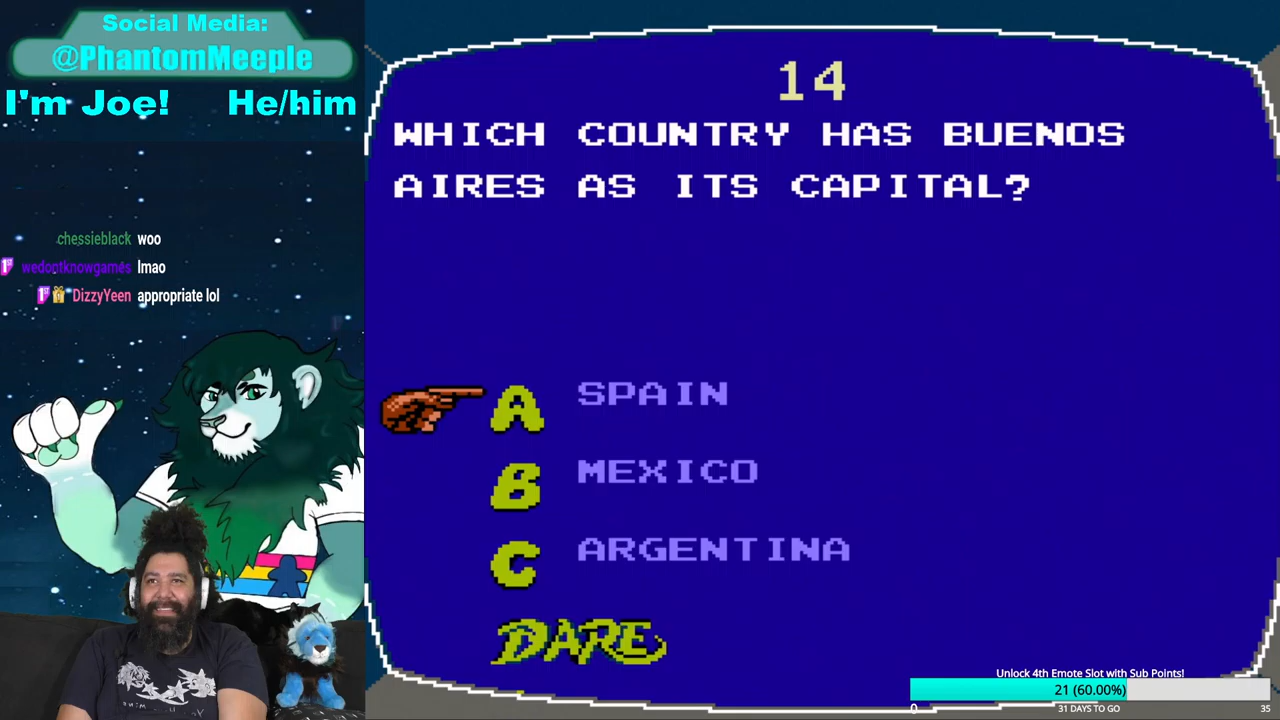 Social Media:
@PhantomMeeple
I'm Joe! He/him
chessieblack woo
wedontknowgames lmao
DizzyYeen appropriate lol
14
WHICH COUNTRY HAS BUENOS
AIRES AS ITS CAPITAL?
A SPAIN
B MEXICO
C ARGENTINA
DARE
Unlock 4th Emote Slot with Sub Points!
21 (60.00%)
0 31 DAYS TO GO 35